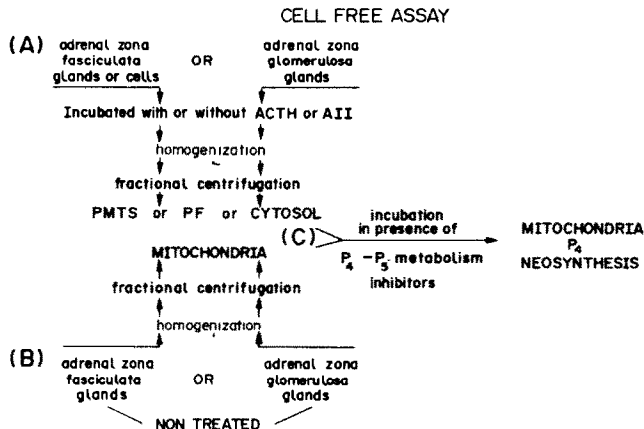 CELL FREE ASSAY
(A)
adrenal zona
fasciculata
glands or cells
OR
adrenal zona
glomerulosa
glands
Incubated with or without ACTH or AII
homogenization
fractional centrifugation
PMTS or PF or CYTOSOL
(C)
incubation
in presence of
P4 - P5 metabolism
inhibitors
MITOCHONDRIA
P4
NEOSYNTHESIS
MITOCHONDRIA
fractional centrifugation
homogenization
(B)
adrenal zona
fasciculata
glands
OR
adrenal zona
glomerulosa
glands
NON TREATED